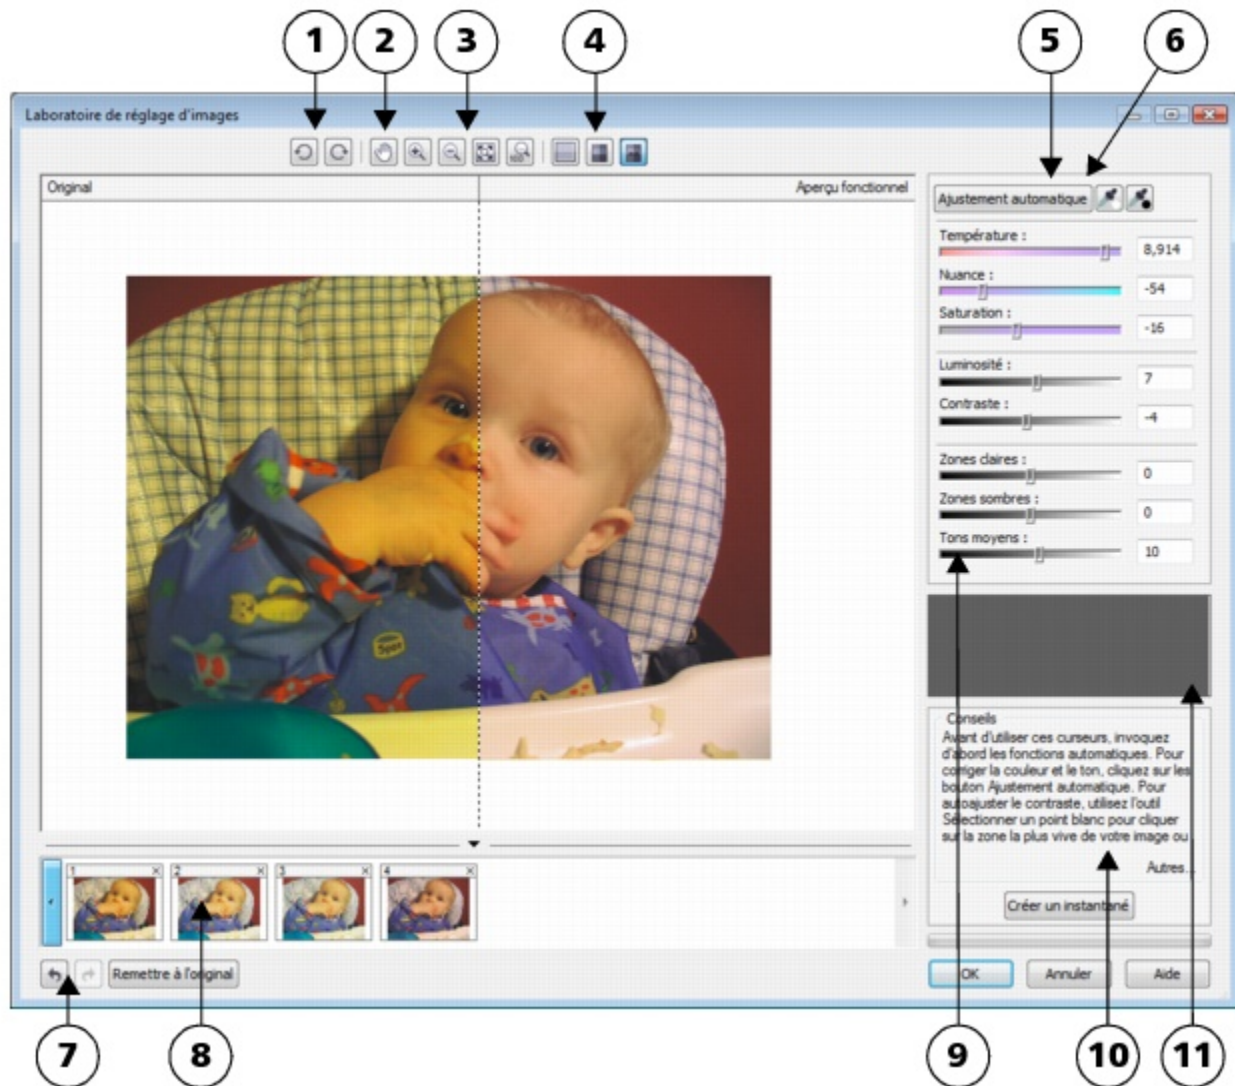 1 2 3 4 5 6
Laboratoire de réglage d'images
Original
Aperçu fonctionnel
Ajustement automatique
Température :
8,914
Nuance :
-54
Saturation :
-16
Luminosité :
7
Contraste :
-4
Zones claires :
0
Zones sombres :
0
Tons moyens :
10
Spot
Conseils
Avant d'utiliser ces curseurs, invoquez
d'abord les fonctions automatiques. Pour
corriger la couleur et le ton, cliquez sur les
bouton Ajustement automatique. Pour
autoajuster le contraste, utilisez l'outil
Sélectionner un point blanc pour cliquer
sur la zone la plus vive de votre image ou
Autres...
Créer un instantané
1 2 3 4
Remettre à l'original
OK
Annuler
Aide
7 8 9 10 11